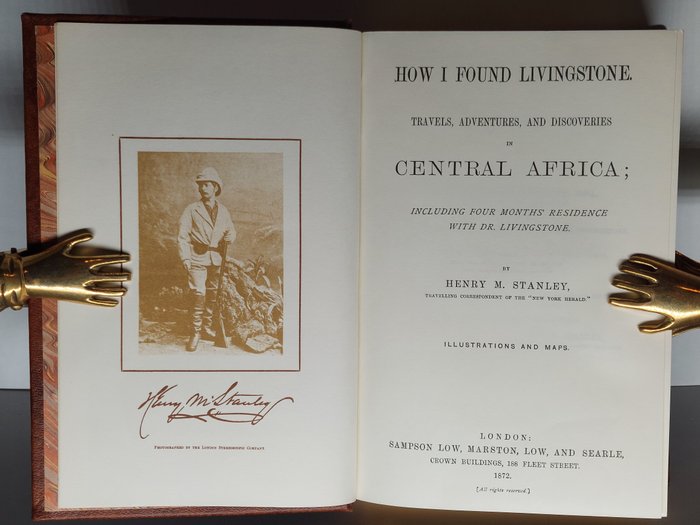 Henry M Stanley
PHOTOGRAPHED BY THE LONDON STEREOSCOPIC COMPANY.
HOW I FOUND LIVINGSTONE.
TRAVELS, ADVENTURES, AND DISCOVERIES
IN
CENTRAL AFRICA;
INCLUDING FOUR MONTHS' RESIDENCE
WITH DR. LIVINGSTONE.
BY
HENRY M. STANLEY,
TRAVELLING CORRESPONDENT OF THE "NEW YORK HERALD."
ILLUSTRATIONS AND MAPS.
LONDON:
SAMPSON LOW, MARSTON, LOW, AND SEARLE,
CROWN BUILDINGS, 188 FLEET STREET.
1872.
[All rights reserved.]